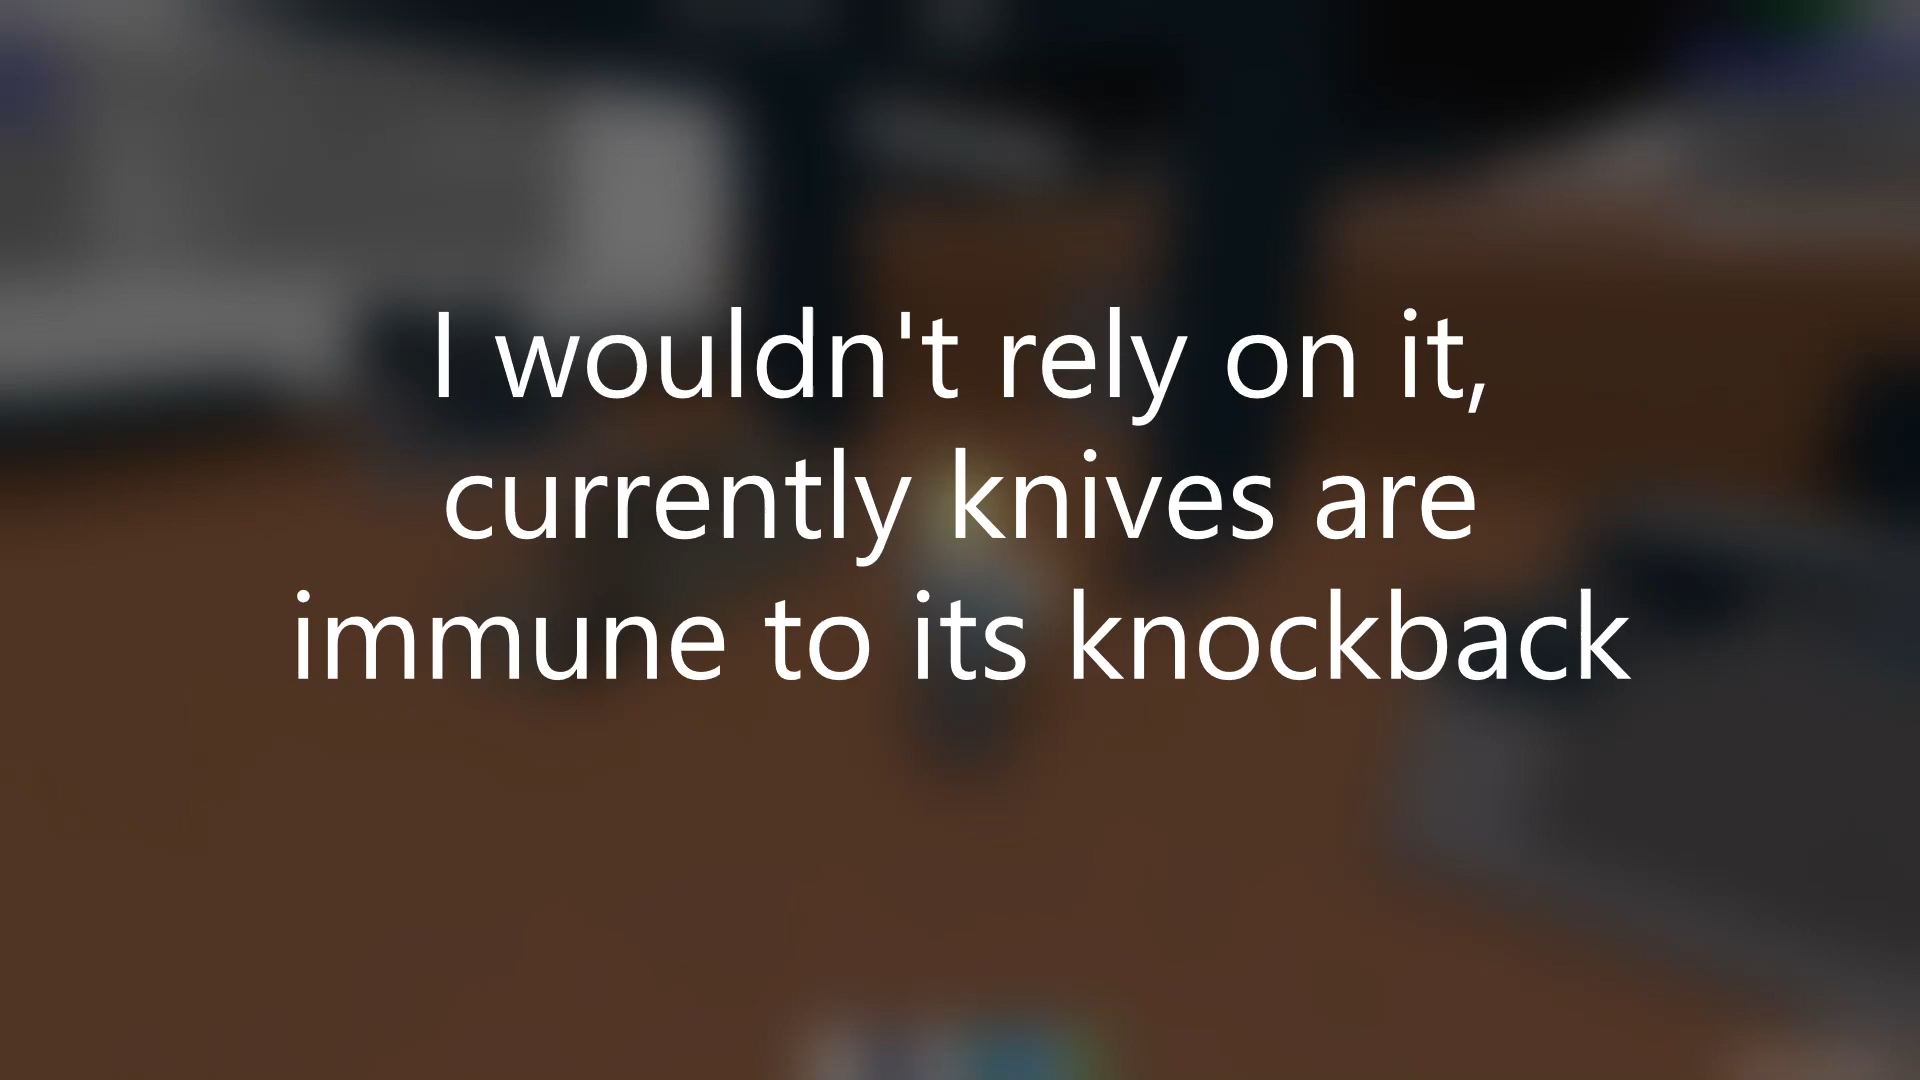 I wouldn't rely on it,
currently knives are
immune to its knockback